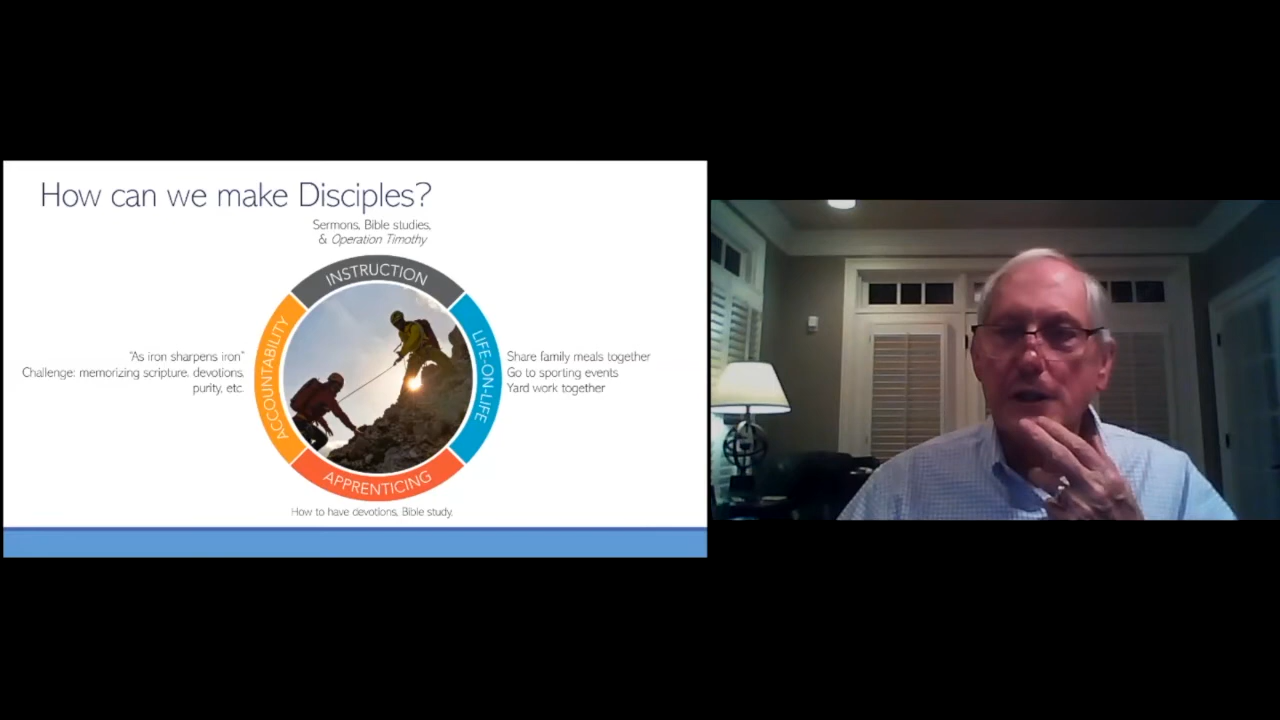 How can we make Disciples?
Sermons, Bible studies,
& Operation Timothy
INSTRUCTION
ACCOUNTABILITY
LIFE-ON-LIFE
"As iron sharpens iron"
Challenge: memorizing scripture, devotions,
purity, etc.
Share family meals together
Go to sporting events
Yard work together
APPRENTICING
How to have devotions, Bible study.